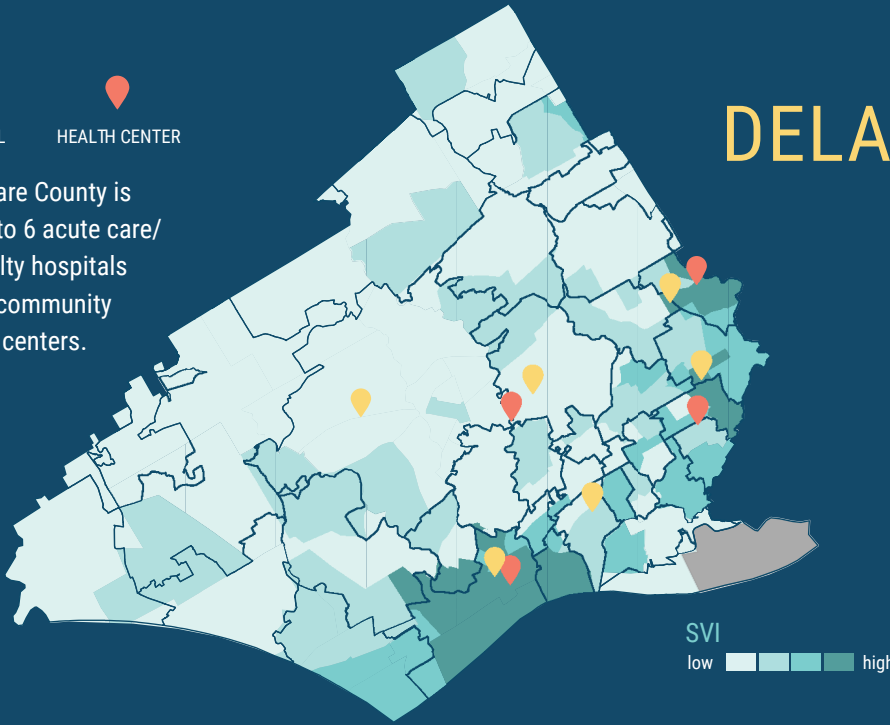 L
HEALTH CENTER
are County is
to 6 acute care/
lty hospitals
community
centers.
DELA
SVI
low
high